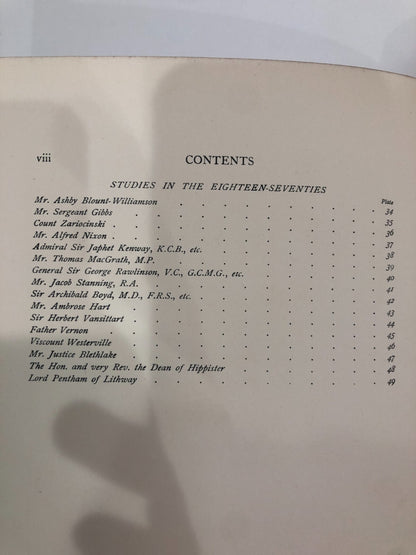 viii CONTENTS
STUDIES IN THE EIGHTEEN-SEVENTIES
Plate
Mr. Ashby Blount-Williamson . . . . . . . . . . 34
Mr. Sergeant Gibbs . . . . . . . . . . 35
Count Zariocinski . . . . . . . . . . 36
Mr. Alfred Nixon . . . . . . . . . . 37
Admiral Sir Japhet Kenway, K.C.B., etc. . . . . . . . . 38
Mr. Thomas MacGrath, M.P. . . . . . . . . . 39
General Sir George Rawlinson, V.C., G.C.M.G., etc. . . . . . . 40
Mr. Jacob Stanning, R.A. . . . . . . . . . 41
Sir Archibald Boyd, M.D., F.R.S., etc. . . . . . . . . 42
Mr. Ambrose Hart . . . . . . . . . . 43
Sir Herbert Vansittart . . . . . . . . . . 44
Father Vernon . . . . . . . . . . 45
Viscount Westerville . . . . . . . . . . 46
Mr. Justice Blethlake . . . . . . . . . . 47
The Hon. and very Rev. the Dean of Hippister . . . . . . . 48
Lord Pentham of Lithway . . . . . . . . . . 49